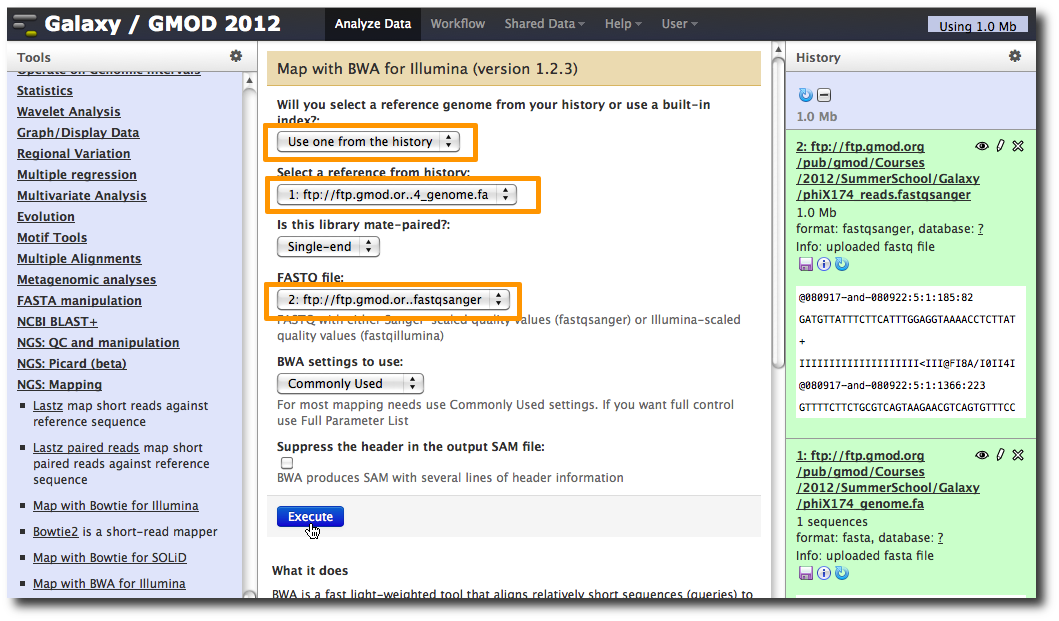 Galaxy / GMOD 2012
Analyze Data Workflow Shared Data Help User
Using 1.0 Mb
Tools
Operate on Genomic Intervals
Statistics
Wavelet Analysis
Graph/Display Data
Regional Variation
Multiple regression
Multivariate Analysis
Evolution
Motif Tools
Multiple Alignments
Metagenomic analyses
FASTA manipulation
NCBI BLAST+
NGS: QC and manipulation
NGS: Picard (beta)
NGS: Mapping
Lastz map short reads against
reference sequence
Lastz paired reads map short
paired reads against reference
sequence
Map with Bowtie for Illumina
Bowtie2 is a short-read mapper
Map with Bowtie for SOLiD
Map with BWA for Illumina
Map with BWA for Illumina (version 1.2.3)
Will you select a reference genome from your history or use a built-in
index?:
Use one from the history
Select a reference from history:
1: ftp://ftp.gmod.or..4_genome.fa
Is this library mate-paired?:
Single-end
FASTQ file:
2: ftp://ftp.gmod.or..fastqsanger
FASTQ with either Sanger-scaled quality values (fastqsanger) or Illumina-scaled
quality values (fastqillumina)
BWA settings to use:
Commonly Used
For most mapping needs use Commonly Used settings. If you want full control
use Full Parameter List
Suppress the header in the output SAM file:
BWA produces SAM with several lines of header information
Execute
What it does
BWA is a fast light-weighted tool that aligns relatively short sequences (queries) to
History
1.0 Mb
2: ftp://ftp.gmod.org
/pub/gmod/Courses
/2012/SummerSchool/Galaxy
/phiX174_reads.fastqsanger
1.0 Mb
format: fastqsanger, database: ?
Info: uploaded fastq file
@080917-and-080922:5:1:185:82
GATGTTATTTCTTCATTTGGAGGTAAAACCTCTTAT
+
IIIIIIIIIIIIIIIIIIII<III@FI8A/I0II4I
@080917-and-080922:5:1:1366:223
GTTTTCTTCTGCGTCAGTAAGAACGTCAGTGTTTCC
1: ftp://ftp.gmod.org
/pub/gmod/Courses
/2012/SummerSchool/Galaxy
/phiX174_genome.fa
1 sequences
format: fasta, database: ?
Info: uploaded fasta file